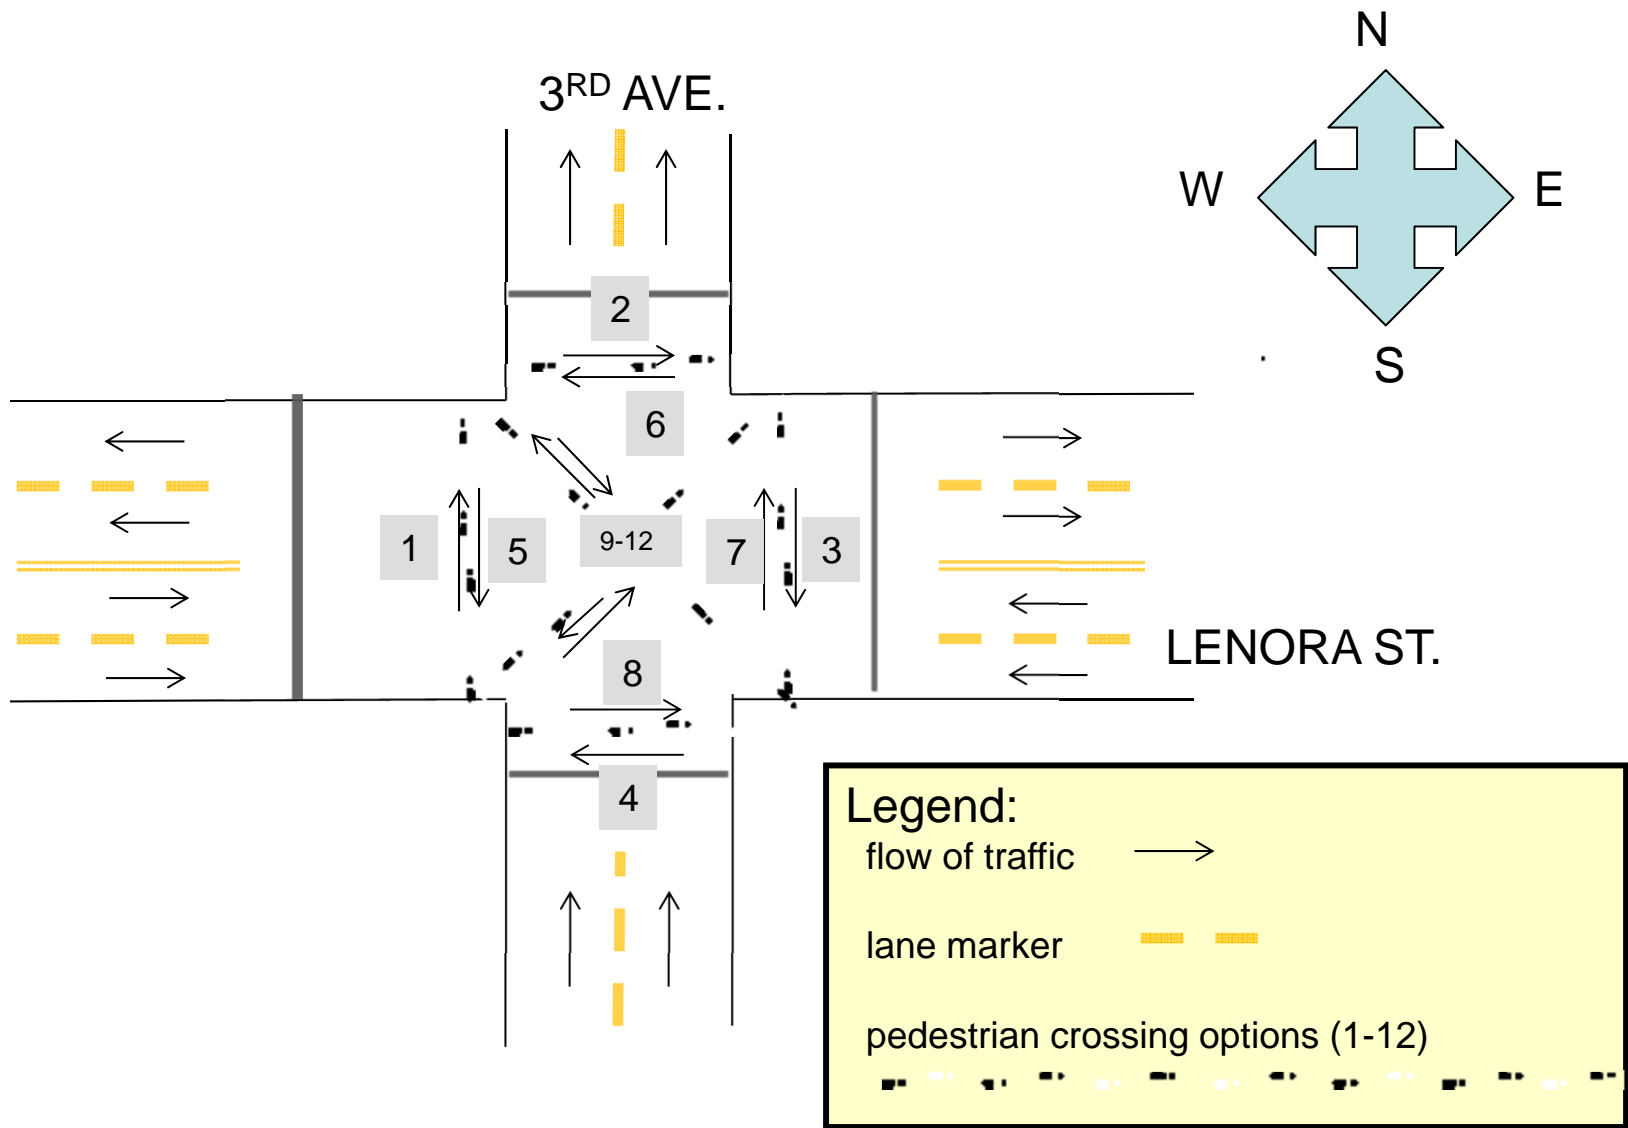 N
3RD AVE.
W
E
2
S
6
1
5
9-12
7
3
LENORA ST.
8
4
Legend:
flow of traffic
lane marker
pedestrian crossing options (1-12)